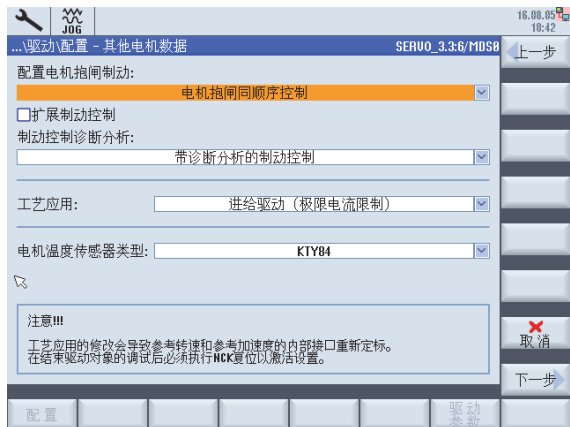 JOG
16.08.05
10:42
...\驱动\配置 - 其他电机数据
SERVO_3.3:6/MDS0
上一步
配置电机抱闸制动:
电机抱闸同顺序控制
扩展制动控制
制动控制诊断分析:
带诊断分析的制动控制
工艺应用:
进给驱动（极限电流限制）
电机温度传感器类型:
KTY84
注意!!!
工艺应用的修改会导致参考转速和参考加速度的内部接口重新定标。
在结束驱动对象的调试后必须执行NCK复位以激活设置。
取消
下一步
配置
驱动
参数